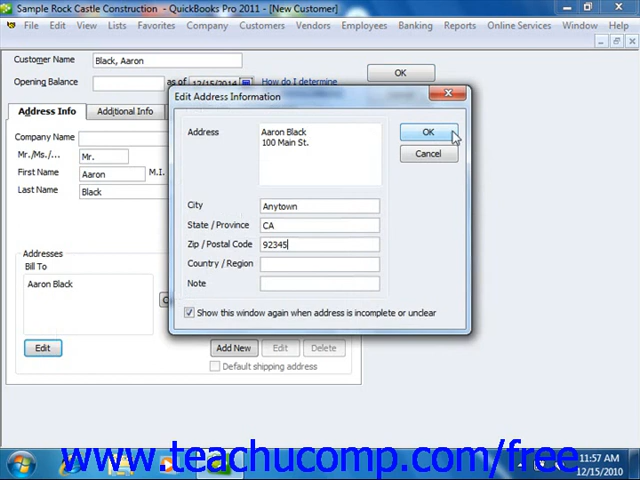 Sample Rock Castle Construction - QuickBooks Pro 2011 - [New Customer]
File Edit View Lists Favorites Company Customers Vendors Employees Banking Reports Online Services Window Help
Customer Name Black, Aaron
Opening Balance as of 12/15/2014 How do I determine
OK
Address Info Additional Info
Company Name
Mr./Ms./... Mr.
First Name Aaron M.I.
Last Name Black
Addresses
Bill To
Aaron Black
Edit
Add New Edit Delete
Default shipping address
Edit Address Information
Address Aaron Black
100 Main St.
OK
Cancel
City Anytown
State / Province CA
Zip / Postal Code 92345
Country / Region
Note
Show this window again when address is incomplete or unclear
www.teachucomp.com/free
11:57 AM
12/15/2010